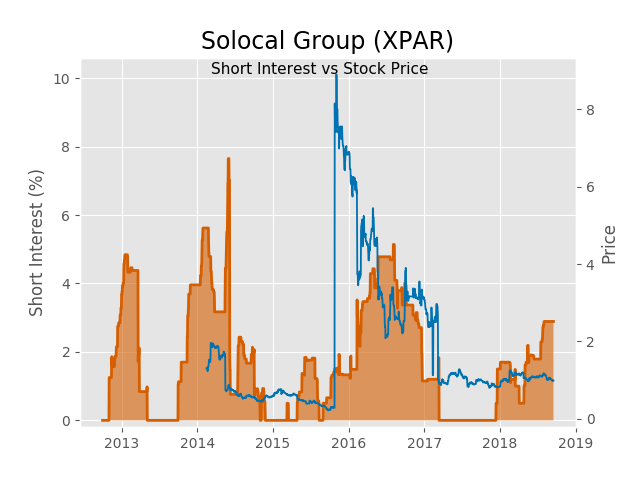 Solocal Group (XPAR)
Short Interest vs Stock Price
Short Interest (%)
10
8
6
4
2
0
Price
8
6
4
2
0
2013 2014 2015 2016 2017 2018 2019